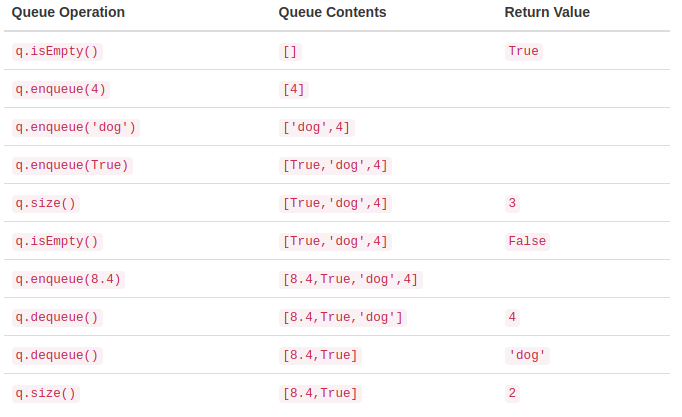 Queue Operation Queue Contents Return Value
q.isEmpty() [] True
q.enqueue(4) [4]
q.enqueue('dog') ['dog',4]
q.enqueue(True) [True,'dog',4]
q.size() [True,'dog',4] 3
q.isEmpty() [True,'dog',4] False
q.enqueue(8.4) [8.4,True,'dog',4]
q.dequeue() [8.4,True,'dog'] 4
q.dequeue() [8.4,True] 'dog'
q.size() [8.4,True] 2